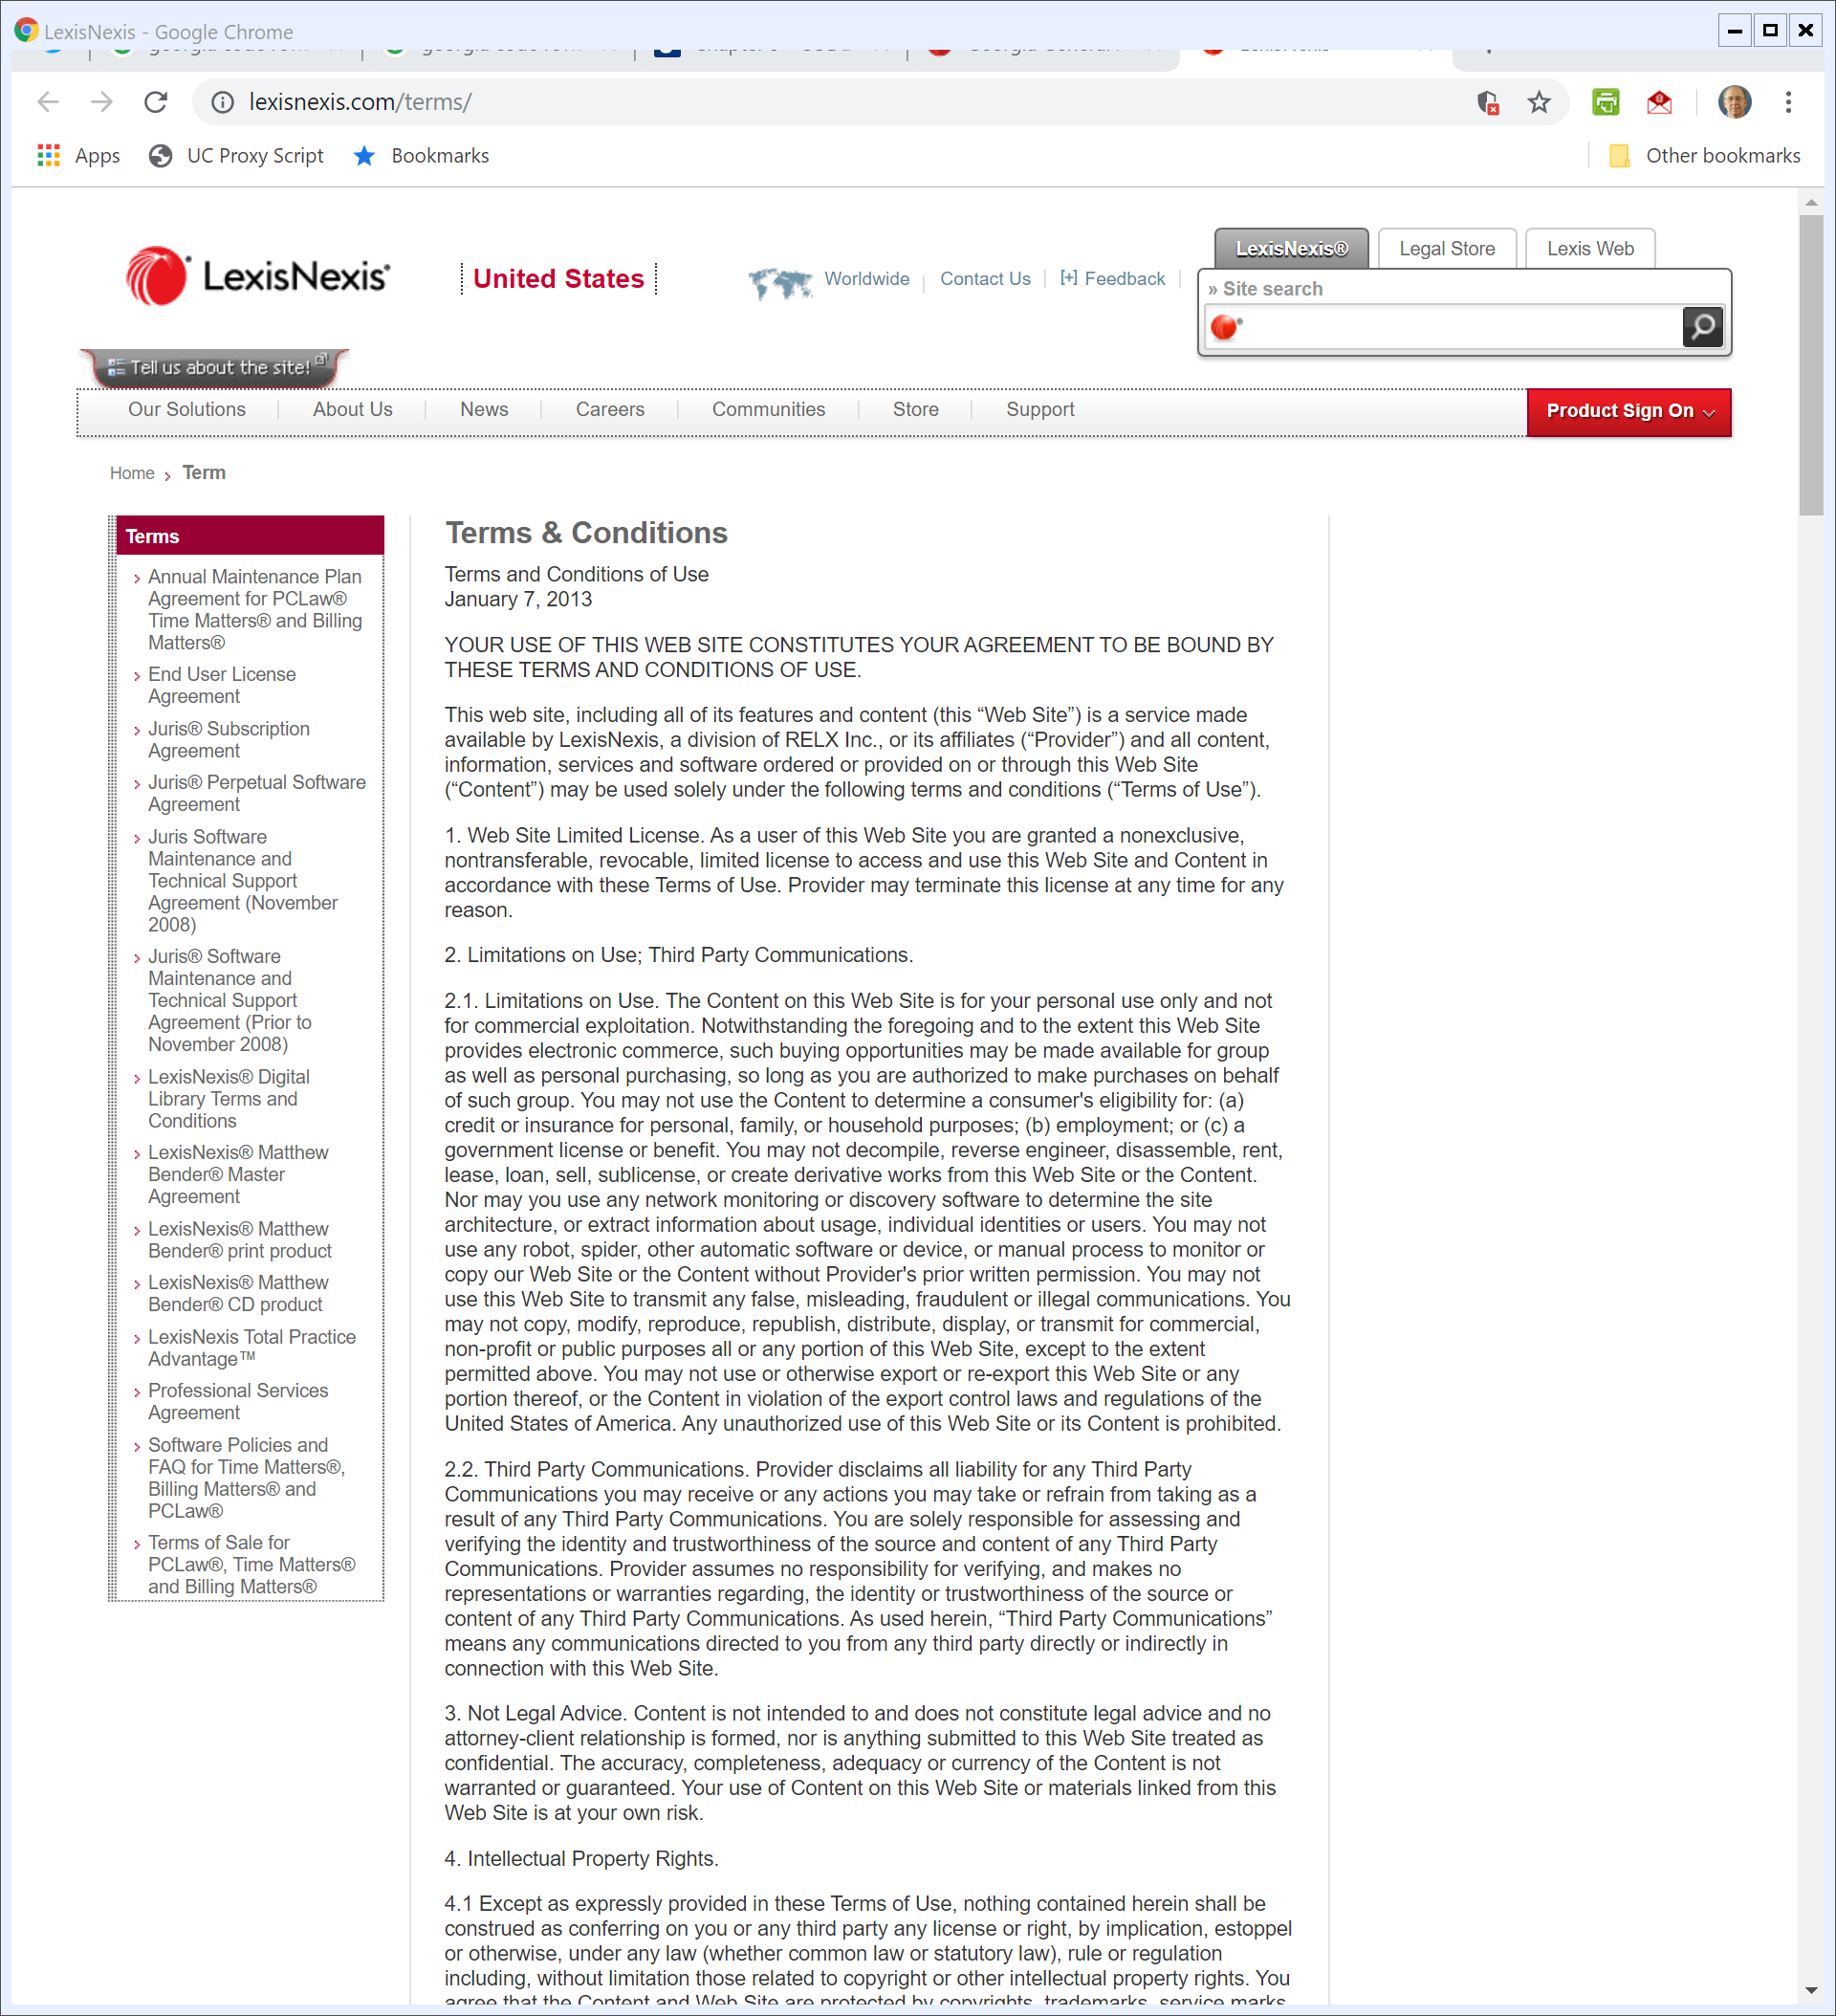 LexisNexis - Google Chrome
lexisnexis.com/terms/
Apps
UC Proxy Script
Bookmarks
Other bookmarks
LexisNexis®
United States
Worldwide
Contact Us
[+] Feedback
LexisNexis®
Legal Store
Lexis Web
» Site search
Tell us about the site!
Our Solutions
About Us
News
Careers
Communities
Store
Support
Product Sign On
Home › Term
Terms
Annual Maintenance Plan
Agreement for PCLaw®
Time Matters® and Billing
Matters®
End User License
Agreement
Juris® Subscription
Agreement
Juris® Perpetual Software
Agreement
Juris Software
Maintenance and
Technical Support
Agreement (November
2008)
Juris® Software
Maintenance and
Technical Support
Agreement (Prior to
November 2008)
LexisNexis® Digital
Library Terms and
Conditions
LexisNexis® Matthew
Bender® Master
Agreement
LexisNexis® Matthew
Bender® print product
LexisNexis® Matthew
Bender® CD product
LexisNexis Total Practice
Advantage™
Professional Services
Agreement
Software Policies and
FAQ for Time Matters®,
Billing Matters® and
PCLaw®
Terms of Sale for
PCLaw®, Time Matters®
and Billing Matters®
Terms & Conditions
Terms and Conditions of Use
January 7, 2013
YOUR USE OF THIS WEB SITE CONSTITUTES YOUR AGREEMENT TO BE BOUND BY
THESE TERMS AND CONDITIONS OF USE.
This web site, including all of its features and content (this “Web Site”) is a service made
available by LexisNexis, a division of RELX Inc., or its affiliates (“Provider”) and all content,
information, services and software ordered or provided on or through this Web Site
(“Content”) may be used solely under the following terms and conditions (“Terms of Use”).
1. Web Site Limited License. As a user of this Web Site you are granted a nonexclusive,
nontransferable, revocable, limited license to access and use this Web Site and Content in
accordance with these Terms of Use. Provider may terminate this license at any time for any
reason.
2. Limitations on Use; Third Party Communications.
2.1. Limitations on Use. The Content on this Web Site is for your personal use only and not
for commercial exploitation. Notwithstanding the foregoing and to the extent this Web Site
provides electronic commerce, such buying opportunities may be made available for group
as well as personal purchasing, so long as you are authorized to make purchases on behalf
of such group. You may not use the Content to determine a consumer's eligibility for: (a)
credit or insurance for personal, family, or household purposes; (b) employment; or (c) a
government license or benefit. You may not decompile, reverse engineer, disassemble, rent,
lease, loan, sell, sublicense, or create derivative works from this Web Site or the Content.
Nor may you use any network monitoring or discovery software to determine the site
architecture, or extract information about usage, individual identities or users. You may not
use any robot, spider, other automatic software or device, or manual process to monitor or
copy our Web Site or the Content without Provider's prior written permission. You may not
use this Web Site to transmit any false, misleading, fraudulent or illegal communications. You
may not copy, modify, reproduce, republish, distribute, display, or transmit for commercial,
non-profit or public purposes all or any portion of this Web Site, except to the extent
permitted above. You may not use or otherwise export or re-export this Web Site or any
portion thereof, or the Content in violation of the export control laws and regulations of the
United States of America. Any unauthorized use of this Web Site or its Content is prohibited.
2.2. Third Party Communications. Provider disclaims all liability for any Third Party
Communications you may receive or any actions you may take or refrain from taking as a
result of any Third Party Communications. You are solely responsible for assessing and
verifying the identity and trustworthiness of the source and content of any Third Party
Communications. Provider assumes no responsibility for verifying, and makes no
representations or warranties regarding, the identity or trustworthiness of the source or
content of any Third Party Communications. As used herein, “Third Party Communications”
means any communications directed to you from any third party directly or indirectly in
connection with this Web Site.
3. Not Legal Advice. Content is not intended to and does not constitute legal advice and no
attorney-client relationship is formed, nor is anything submitted to this Web Site treated as
confidential. The accuracy, completeness, adequacy or currency of the Content is not
warranted or guaranteed. Your use of Content on this Web Site or materials linked from this
Web Site is at your own risk.
4. Intellectual Property Rights.
4.1 Except as expressly provided in these Terms of Use, nothing contained herein shall be
construed as conferring on you or any third party any license or right, by implication, estoppel
or otherwise, under any law (whether common law or statutory law), rule or regulation
including, without limitation those related to copyright or other intellectual property rights. You
agree that the Content and Web Site are protected by copyrights, trademarks, service marks